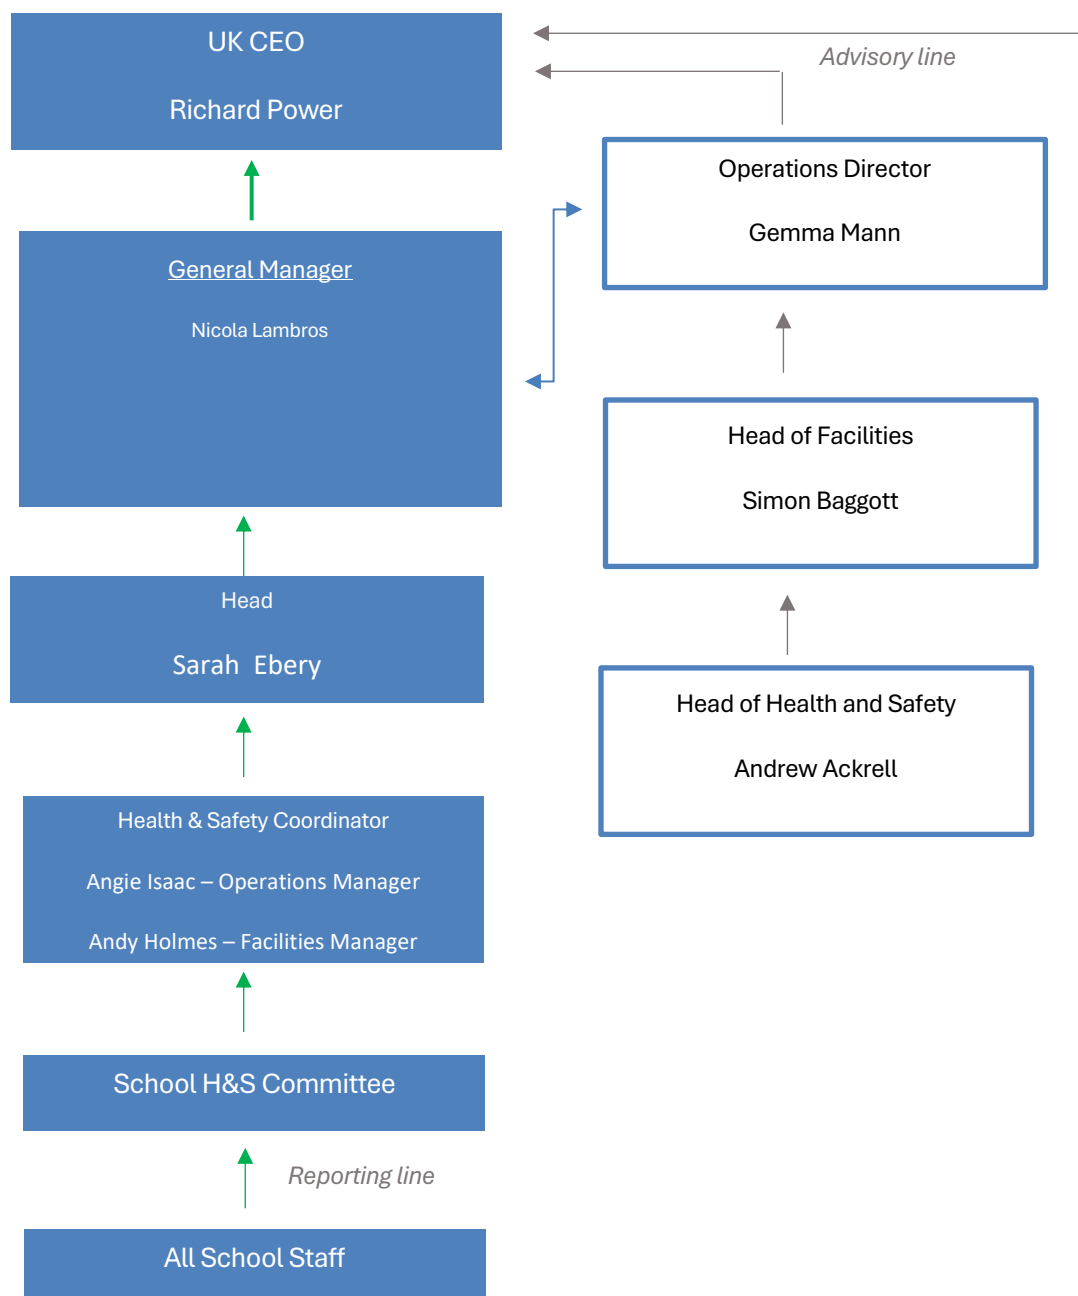 UK CEO
Richard Power
Advisory line
Operations Director
Gemma Mann
General Manager
Nicola Lambros
Head of Facilities
Simon Baggott
Head
Sarah Ebery
Head of Health and Safety
Andrew Ackrell
Health & Safety Coordinator
Angie Isaac – Operations Manager
Andy Holmes – Facilities Manager
School H&S Committee
Reporting line
All School Staff